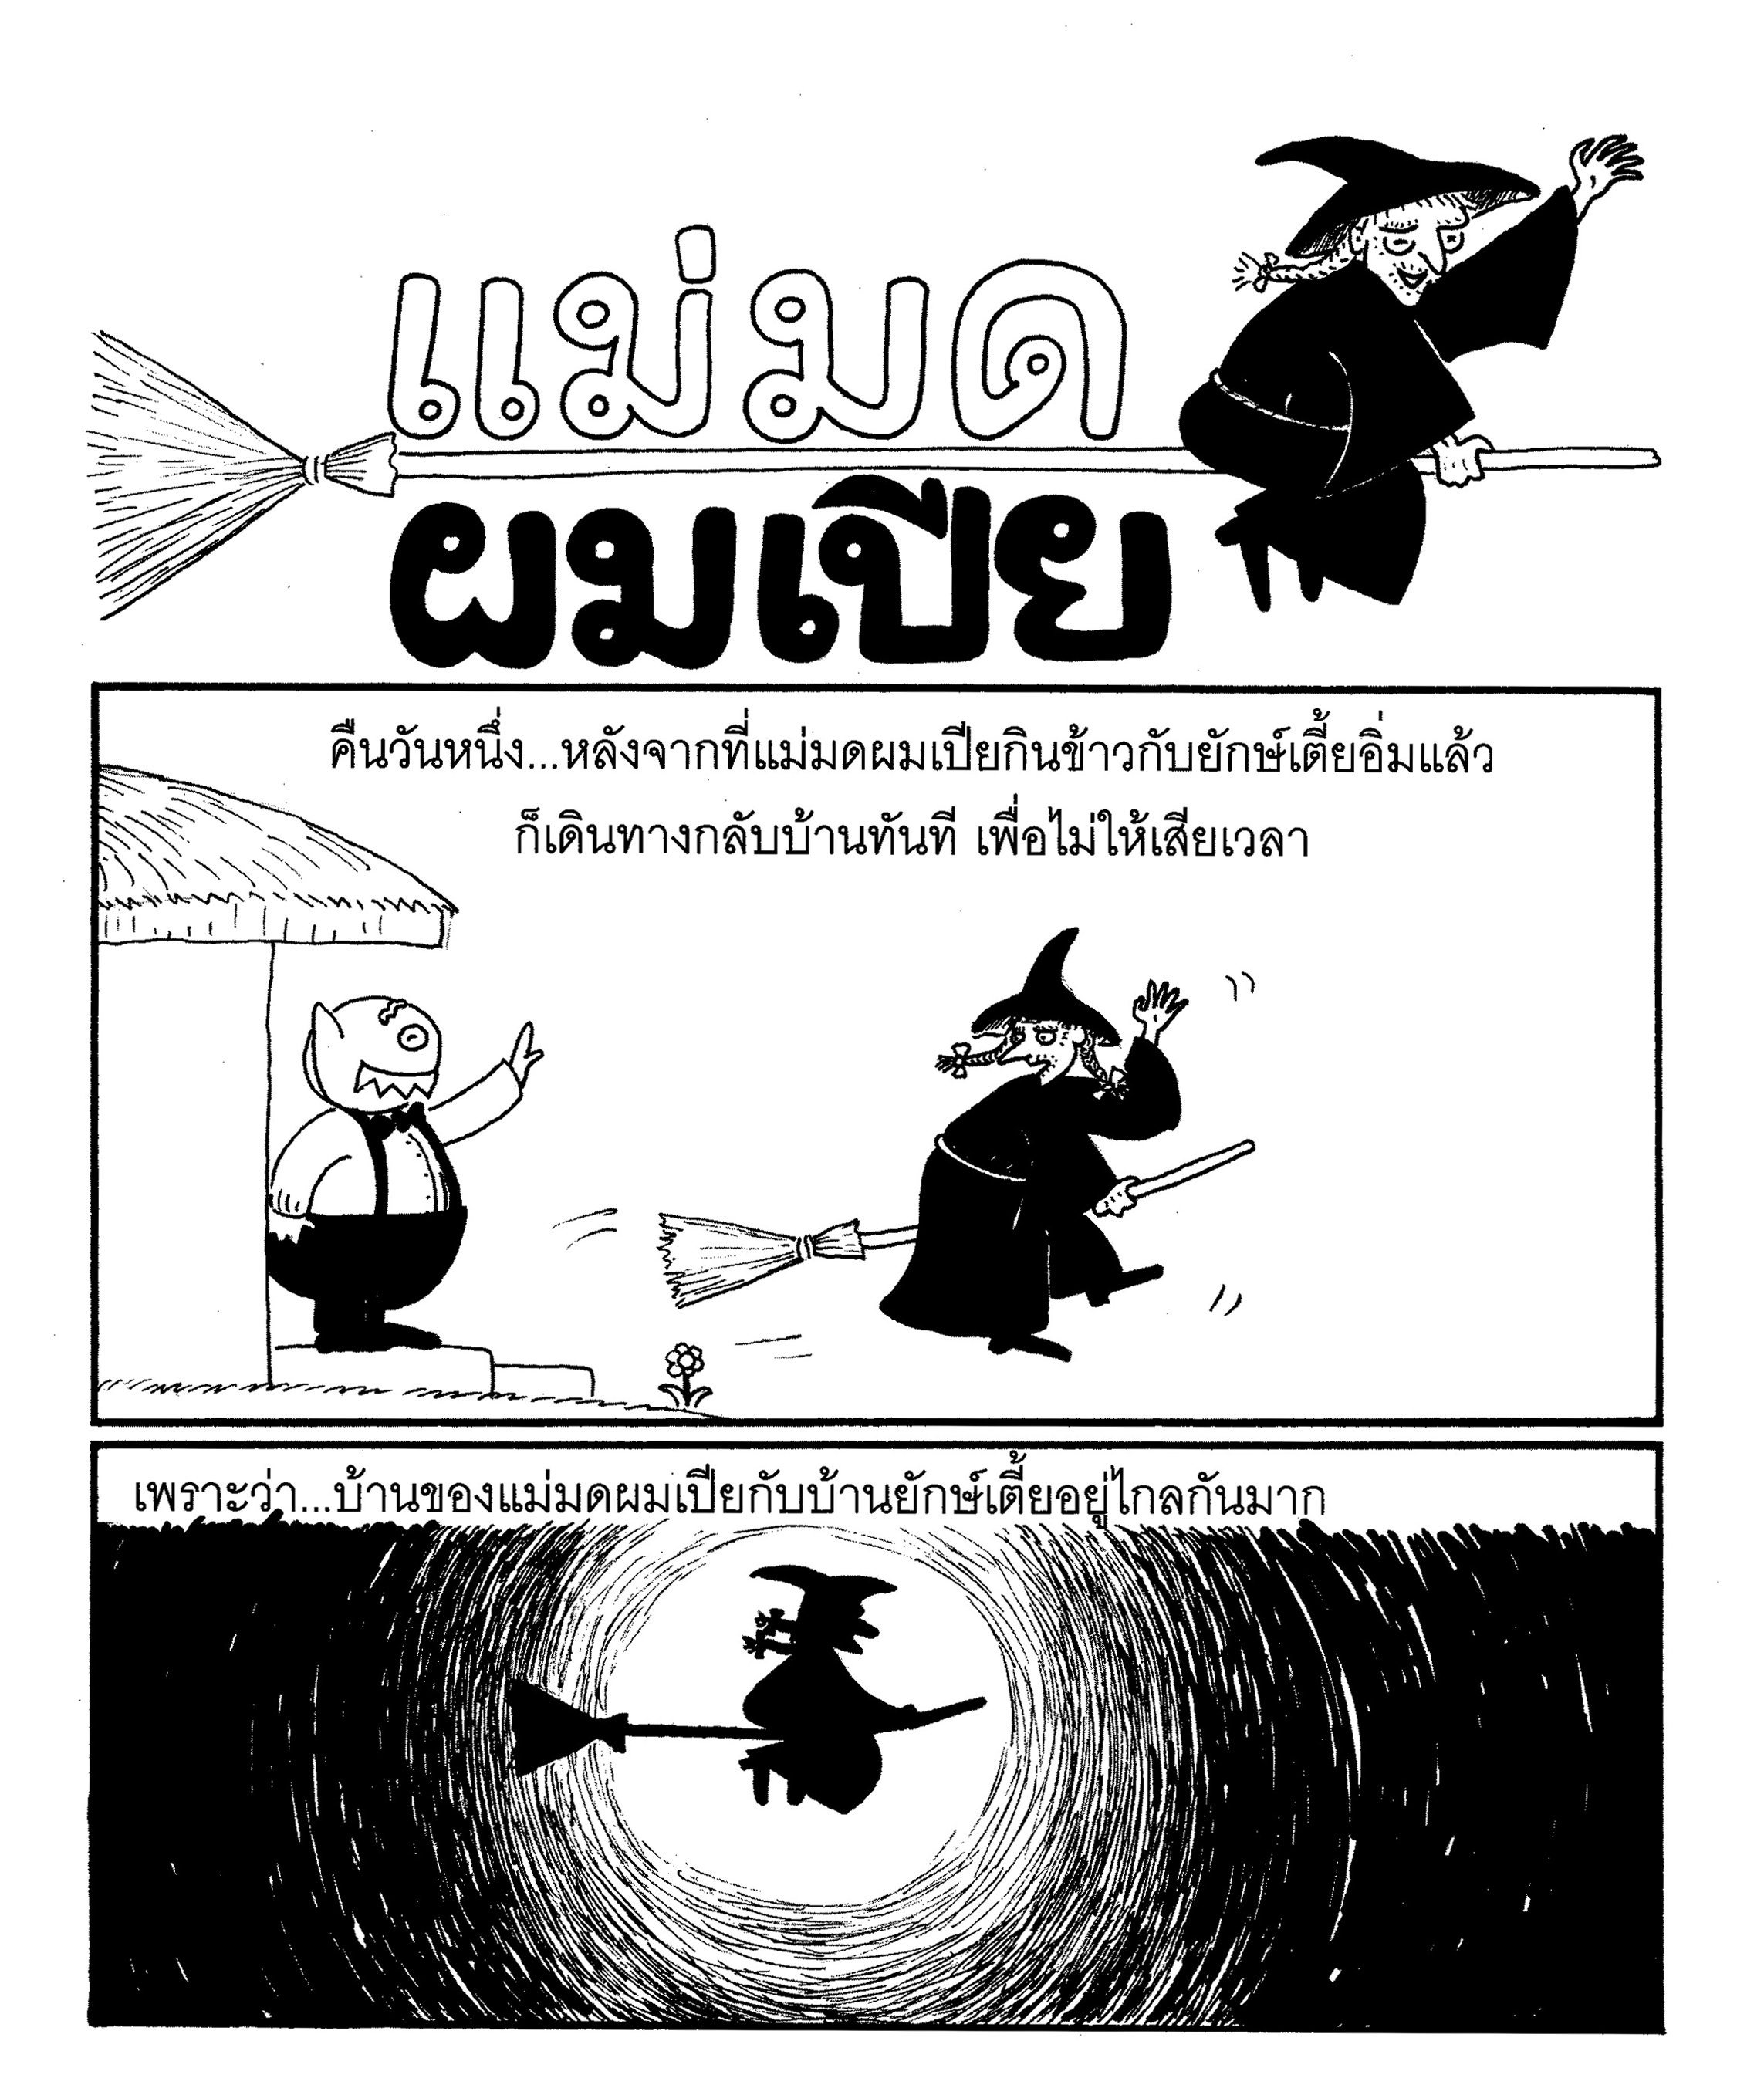 แม่มด
ผมเปีย
คืนวันหนึ่ง...หลังจากที่แม่มดผมเปียกินข้าวกับยักษ์เตี้ยอิ่มแล้ว
ก็เดินทางกลับบ้านทันที เพื่อไม่ให้เสียเวลา
เพราะว่า...บ้านของแม่มดผมเปียกับบ้านยักษ์เตี้ยอยู่ไกลกันมาก